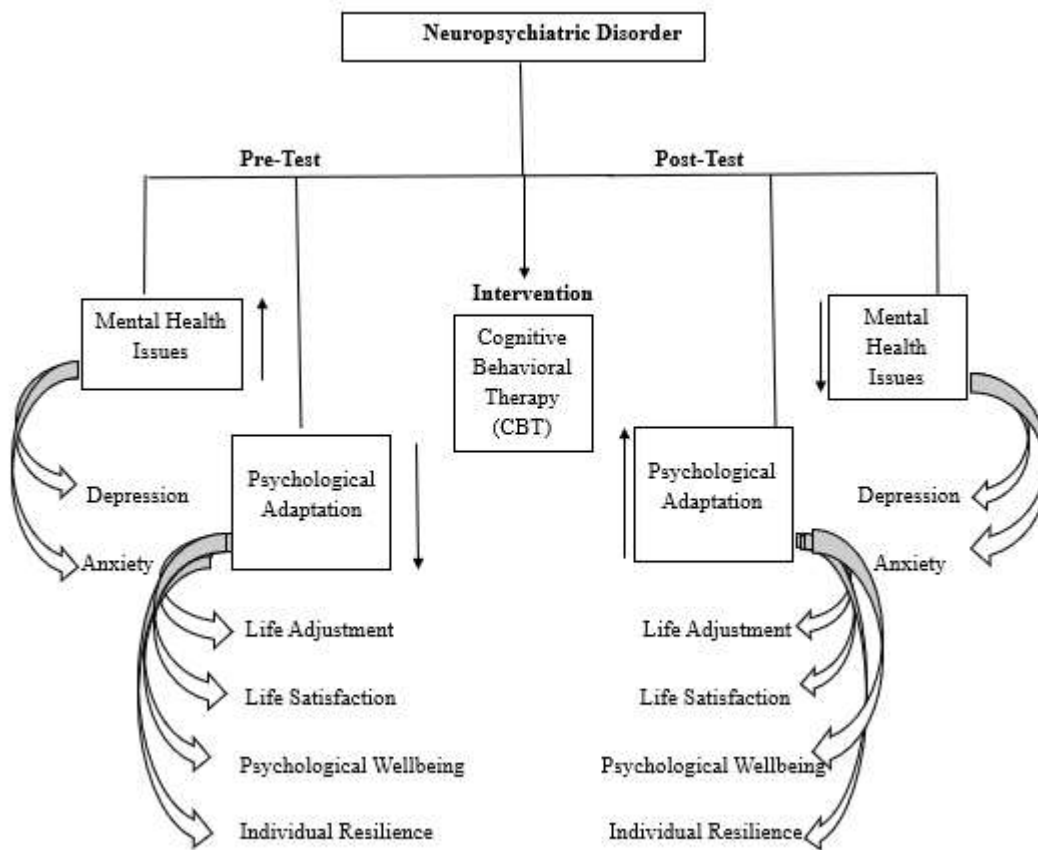 Neuropsychiatric Disorder
Pre-Test
Post-Test
Intervention
Mental Health
Issues
Cognitive
Behavioral
Therapy
(CBT)
Mental
Health
Issues
Psychological
Adaptation
Psychological
Adaptation
Depression
Anxiety
Depression
Anxiety
Life Adjustment
Life Satisfaction
Psychological Wellbeing
Individual Resilience
Life Adjustment
Life Satisfaction
Psychological Wellbeing
Individual Resilience